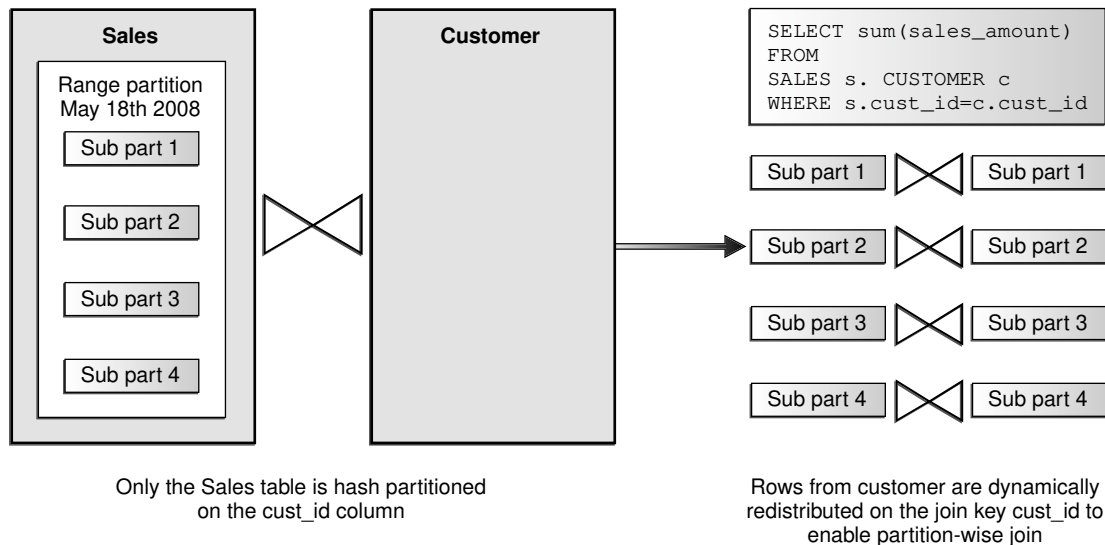 Sales
Range partition
May 18th 2008
Sub part 1
Sub part 2
Sub part 3
Sub part 4
Customer
SELECT sum(sales_amount)
FROM
SALES s. CUSTOMER c
WHERE s.cust_id=c.cust_id
Sub part 1
Sub part 1
Sub part 2
Sub part 2
Sub part 3
Sub part 3
Sub part 4
Sub part 4
Only the Sales table is hash partitioned
on the cust_id column
Rows from customer are dynamically
redistributed on the join key cust_id to
enable partition-wise join